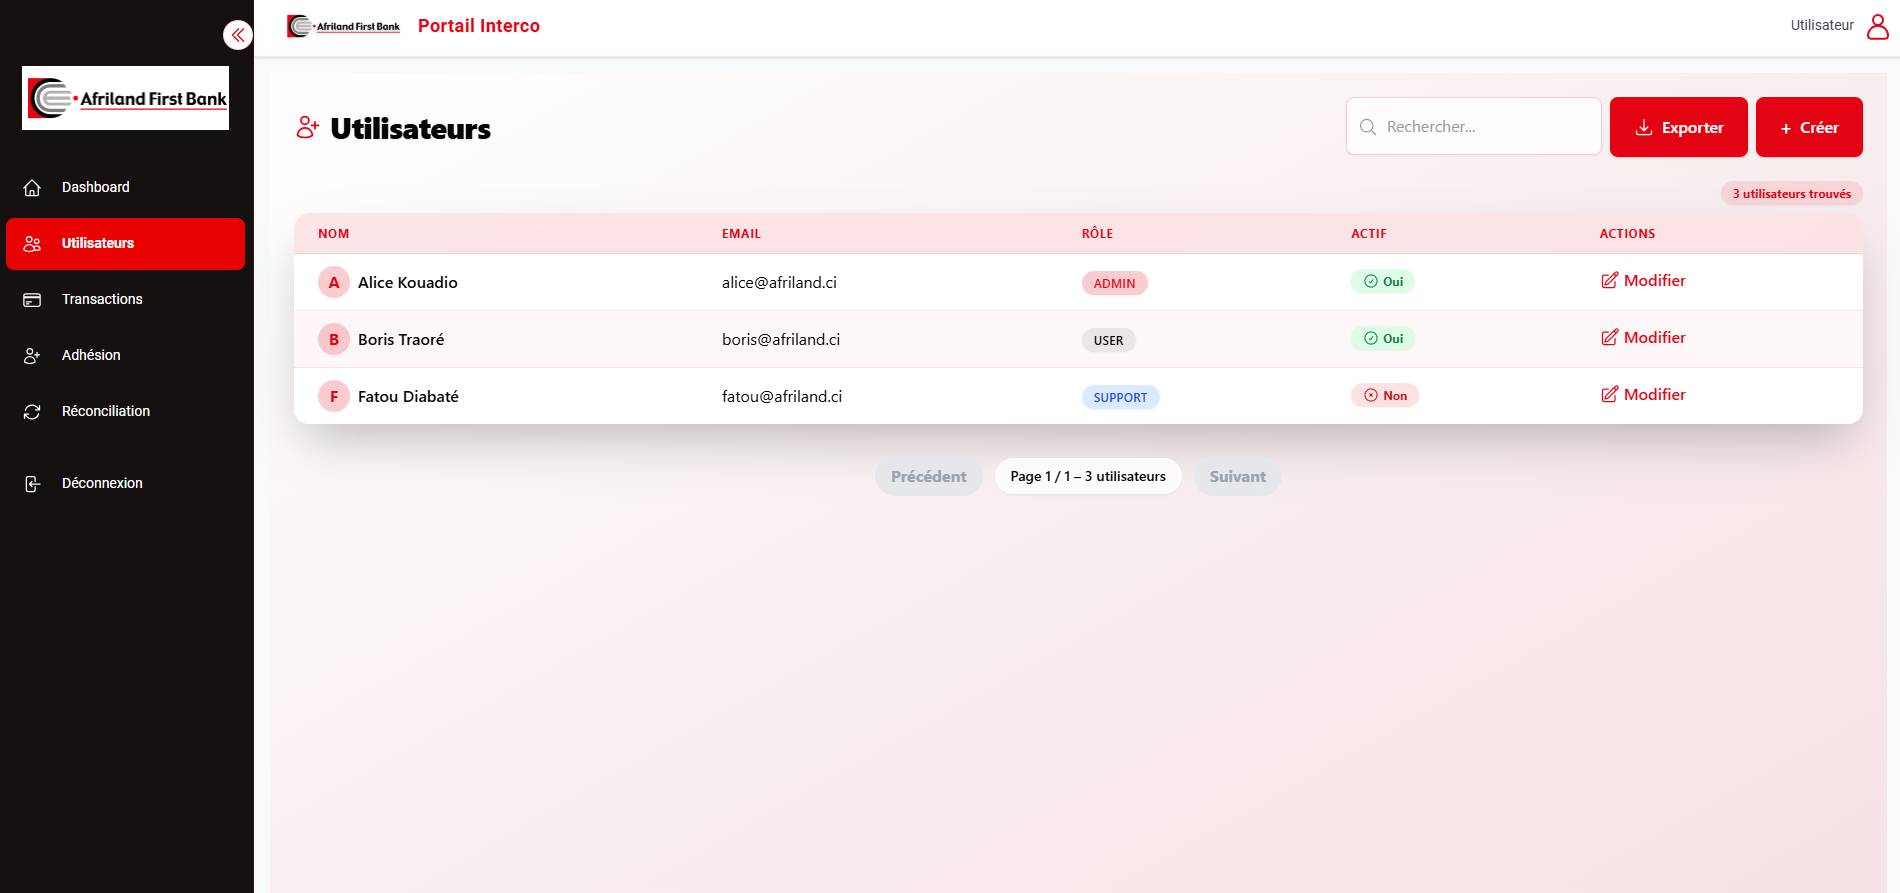 Afriland First Bank
Portail Interco
Utilisateur
Afriland First Bank
Dashboard
Utilisateurs
Transactions
Adhésion
Réconciliation
Déconnexion
Utilisateurs
Rechercher...
Exporter
+ Créer
3 utilisateurs trouvés
NOM EMAIL RÔLE ACTIF ACTIONS
A Alice Kouadio alice@afriland.ci ADMIN Oui Modifier
B Boris Traoré boris@afriland.ci USER Oui Modifier
F Fatou Diabaté fatou@afriland.ci SUPPORT Non Modifier
Précédent Page 1 / 1 – 3 utilisateurs Suivant